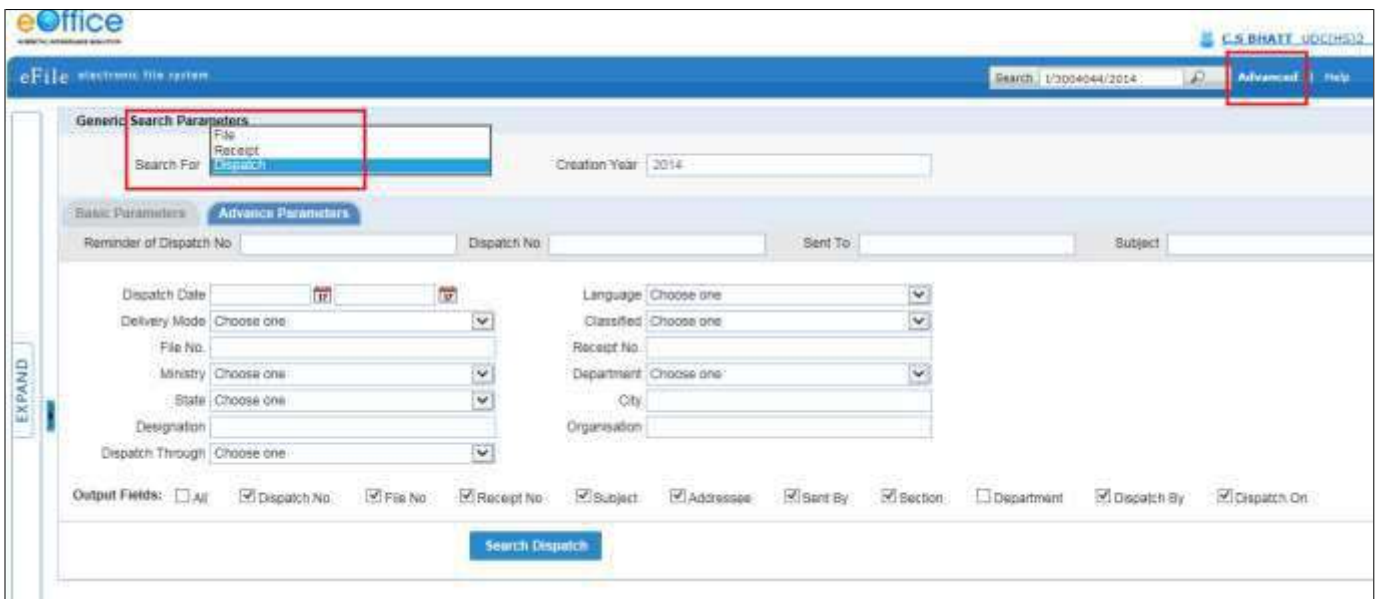 eOffice
C.S BHATT UDC(HS)2
eFile electronic file system
Search 1/3004044/2014 Advanced | Help
Generic Search Parameters
File
Receipt
Search For Dispatch Creation Year 2014
Basic Parameters Advance Parameters
Reminder of Dispatch No Dispatch No Sent To Subject
Dispatch Date Language Choose one
Delivery Mode Choose one Classified Choose one
File No. Receipt No
Ministry Choose one Department Choose one
State Choose one City
Designation Organisation
Dispatch Through Choose one
EXPAND
Output Fields: All Dispatch No File No Receipt No Subject Addressee Sent By Section Department Dispatch By Dispatch On
Search Dispatch